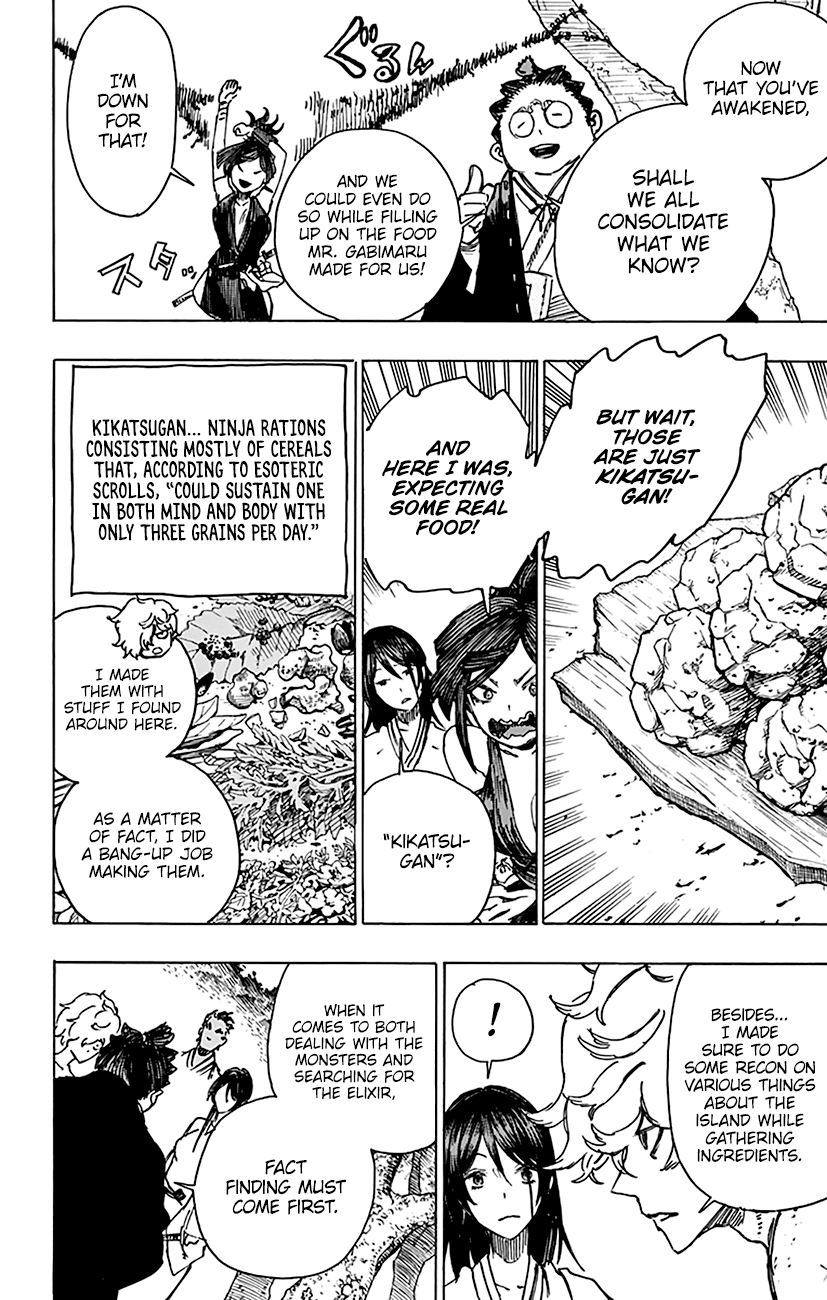 NOW
THAT YOU'VE
AWAKENED,
SHALL
WE ALL
CONSOLIDATE
WHAT WE
KNOW?
AND WE
COULD EVEN DO
SO WHILE FILLING
UP ON THE FOOD
MR. GABIMARU
MADE FOR US!
ぐるん
I'M
DOWN
FOR
THAT!
スタッ
BUT WAIT,
THOSE
ARE JUST
KIKATSU-
GAN!
AND
HERE I WAS,
EXPECTING
SOME REAL
FOOD!
"KIKATSU-
GAN"?
KIKATSUGAN... NINJA RATIONS
CONSISTING MOSTLY OF CEREALS
THAT, ACCORDING TO ESOTERIC
SCROLLS, "COULD SUSTAIN ONE
IN BOTH MIND AND BODY WITH
ONLY THREE GRAINS PER DAY."
I MADE
THEM WITH
STUFF I FOUND
AROUND HERE.
AS A MATTER
OF FACT, I DID
A BANG-UP JOB
MAKING THEM.
BESIDES...
I MADE
SURE TO DO
SOME RECON ON
VARIOUS THINGS
ABOUT THE
ISLAND WHILE
GATHERING
INGREDIENTS.
!
WHEN IT
COMES TO BOTH
DEALING WITH THE
MONSTERS AND
SEARCHING FOR
THE ELIXIR,
FACT
FINDING MUST
COME FIRST.